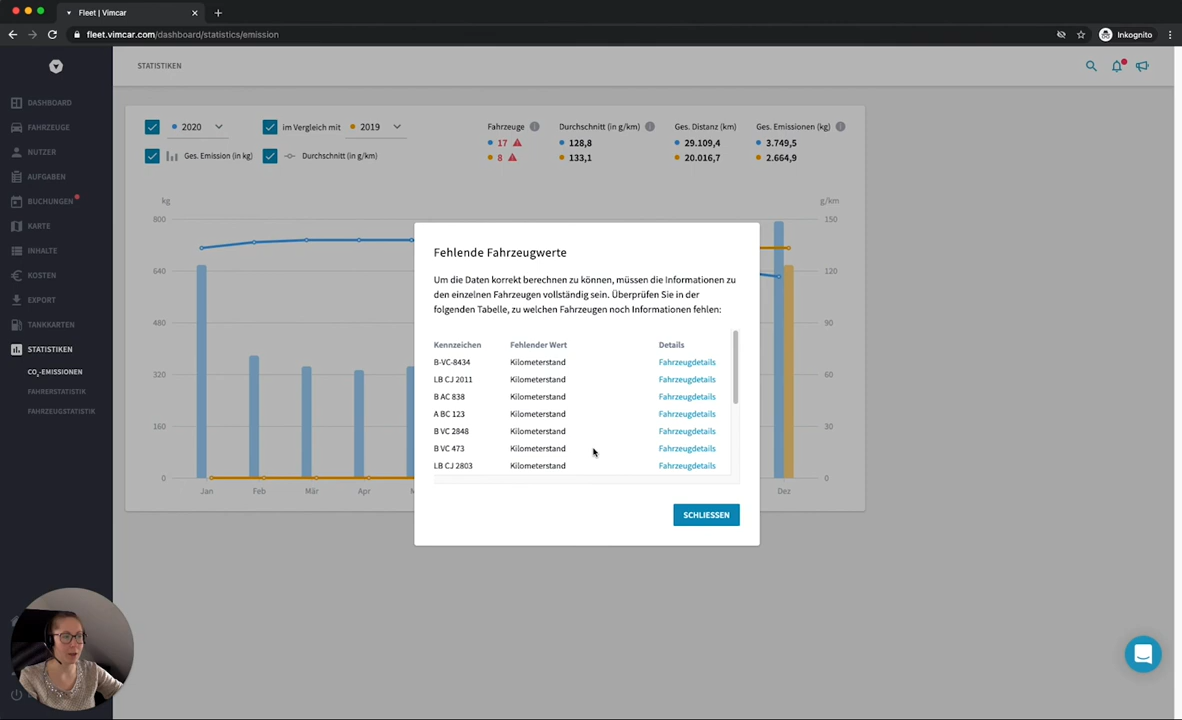 Fleet | Vimcar
fleet.vimcar.com/dashboard/statistics/emission
Inkognito
STATISTIKEN
DASHBOARD
FAHRZEUGE
NUTZER
AUFGABEN
BUCHUNGEN
KARTE
INHALTE
KOSTEN
EXPORT
TANKKARTEN
STATISTIKEN
CO₂-EMISSIONEN
FAHRERSTATISTIK
FAHRZEUGSTATISTIK
2020 im Vergleich mit 2019
Ges. Emission (in kg) Durchschnitt (in g/km)
Fahrzeuge Durchschnitt (in g/km) Ges. Distanz (km) Ges. Emissionen (kg)
17 128,8 29.109,4 3.749,5
8 133,1 20.016,7 2.664,9
kg g/km
800 150
640 120
480 90
320 60
160 30
0 0
Jan Feb Mär Apr M Dez
Fehlende Fahrzeugwerte
Um die Daten korrekt berechnen zu können, müssen die Informationen zu
den einzelnen Fahrzeugen vollständig sein. Überprüfen Sie in der
folgenden Tabelle, zu welchen Fahrzeugen noch Informationen fehlen:
Kennzeichen Fehlender Wert Details
B-VC-8434 Kilometerstand Fahrzeugdetails
LB CJ 2011 Kilometerstand Fahrzeugdetails
B AC 838 Kilometerstand Fahrzeugdetails
A BC 123 Kilometerstand Fahrzeugdetails
B VC 2848 Kilometerstand Fahrzeugdetails
B VC 473 Kilometerstand Fahrzeugdetails
LB CJ 2803 Kilometerstand Fahrzeugdetails
SCHLIESSEN